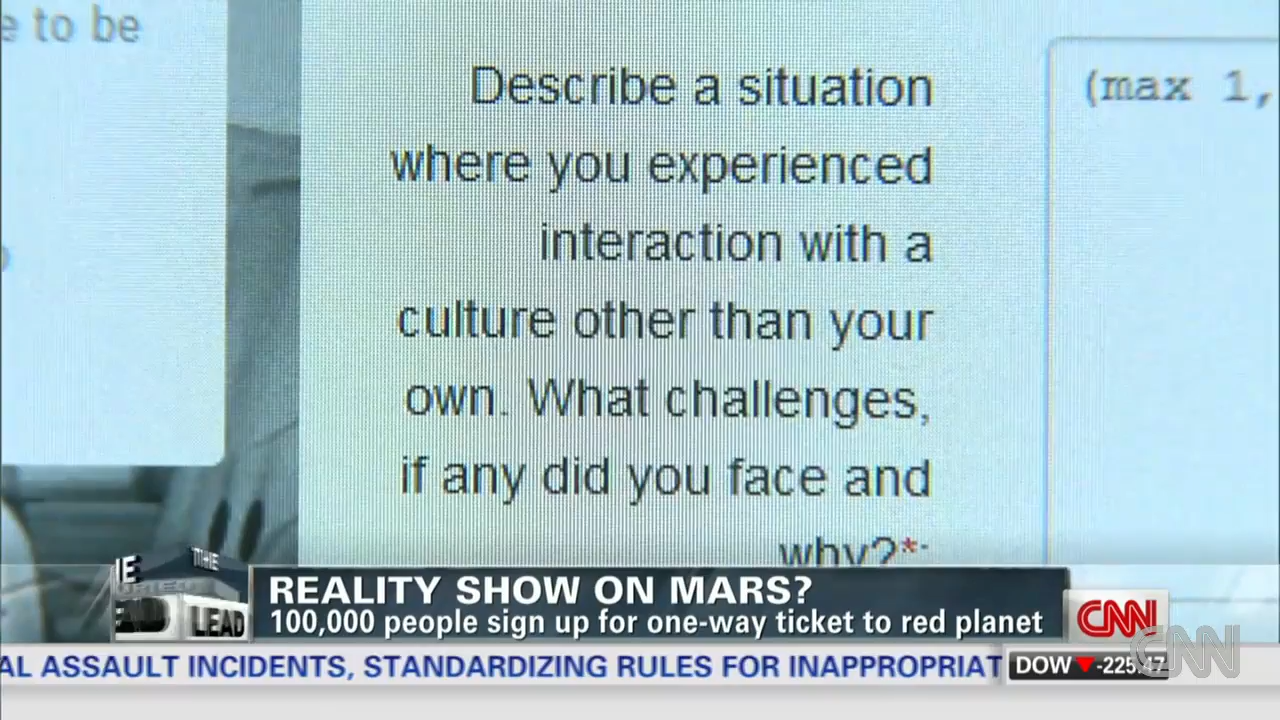 e to be
Describe a situation
where you experienced
interaction with a
culture other than your
own. What challenges,
if any did you face and
why?*:
(max 1,
THE
LEAD
REALITY SHOW ON MARS?
100,000 people sign up for one-way ticket to red planet
CNN
CNN
AL ASSAULT INCIDENTS, STANDARDIZING RULES FOR INAPPROPRIAT
DOW ▼-225.47